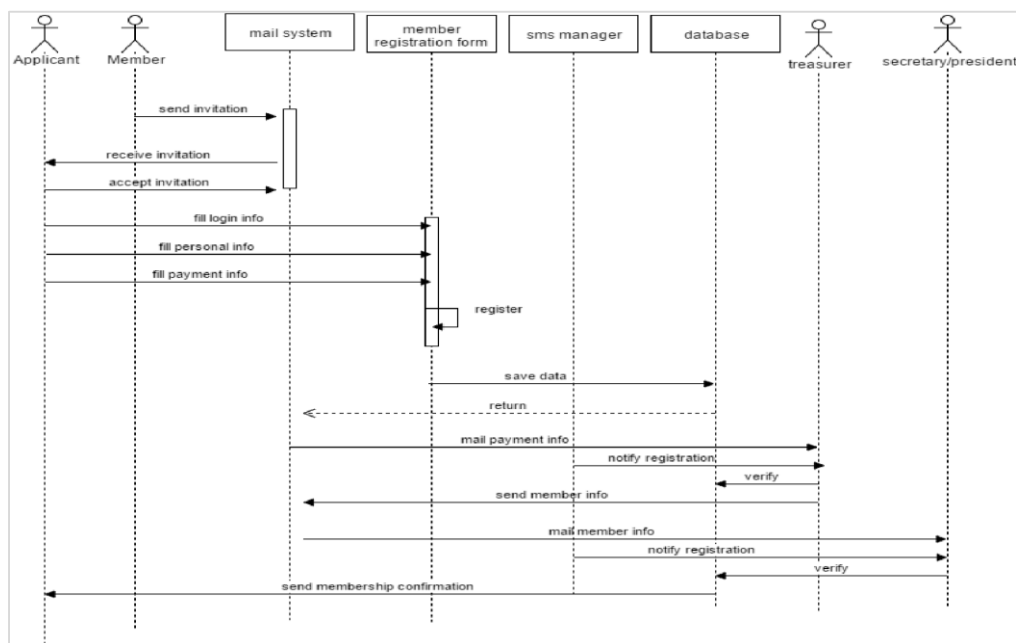 mail system
member
registration form
sms manager
database
Applicant
Member
treasurer
secretary/president
send invitation
receive invitation
accept invitation
fill login info
fill personal info
fill payment info
register
save data
return
mail payment info
notify registration
verify
send member info
mail member info
notify registration
verify
send membership confirmation